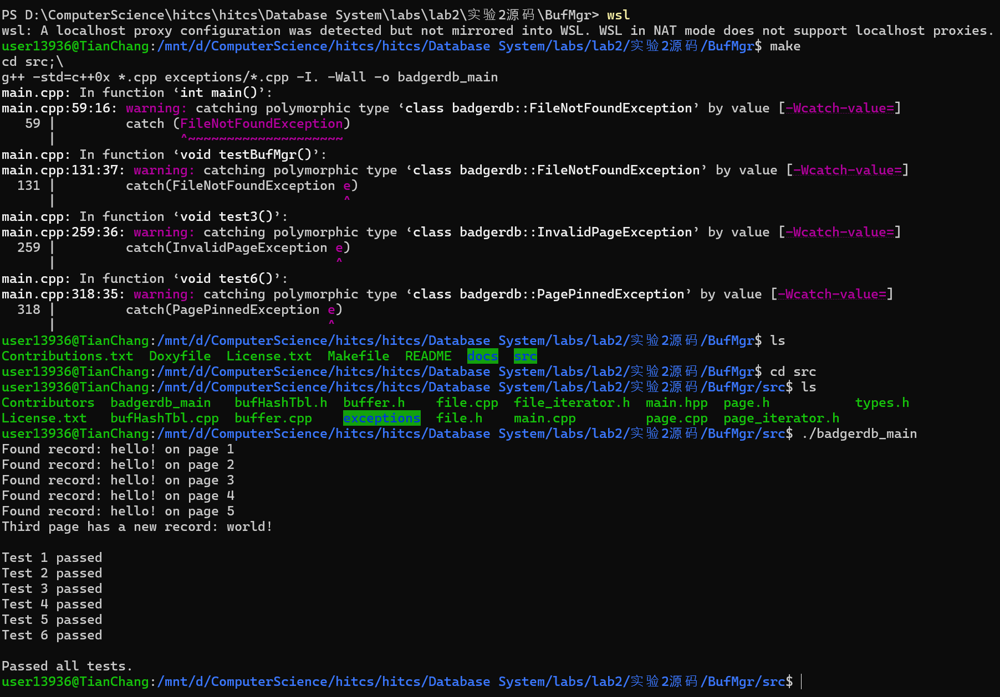 PS D:\ComputerScience\hitcs\hitcs\Database System\labs\lab2\实验2源码\BufMgr> wsl
wsl: A localhost proxy configuration was detected but not mirrored into WSL. WSL in NAT mode does not support localhost proxies.
user13936@TianChang:/mnt/d/ComputerScience/hitcs/hitcs/Database System/labs/lab2/实验2源码/BufMgr$ make
cd src;\
g++ -std=c++0x *.cpp exceptions/*.cpp -I. -Wall -o badgerdb_main
main.cpp: In function ‘int main()’:
main.cpp:59:16: warning: catching polymorphic type ‘class badgerdb::FileNotFoundException’ by value [-Wcatch-value=]
   59 |         catch (FileNotFoundException)
      |                ^~~~~~~~~~~~~~~~~~~~~
main.cpp: In function ‘void testBufMgr()’:
main.cpp:131:37: warning: catching polymorphic type ‘class badgerdb::FileNotFoundException’ by value [-Wcatch-value=]
  131 |         catch(FileNotFoundException e)
      |                                     ^
main.cpp: In function ‘void test3()’:
main.cpp:259:36: warning: catching polymorphic type ‘class badgerdb::InvalidPageException’ by value [-Wcatch-value=]
  259 |         catch(InvalidPageException e)
      |                                    ^
main.cpp: In function ‘void test6()’:
main.cpp:318:35: warning: catching polymorphic type ‘class badgerdb::PagePinnedException’ by value [-Wcatch-value=]
  318 |         catch(PagePinnedException e)
      |                                   ^
user13936@TianChang:/mnt/d/ComputerScience/hitcs/hitcs/Database System/labs/lab2/实验2源码/BufMgr$ ls
Contributions.txt  Doxyfile  License.txt  Makefile  README  docs  src
user13936@TianChang:/mnt/d/ComputerScience/hitcs/hitcs/Database System/labs/lab2/实验2源码/BufMgr$ cd src
user13936@TianChang:/mnt/d/ComputerScience/hitcs/hitcs/Database System/labs/lab2/实验2源码/BufMgr/src$ ls
Contributors  badgerdb_main   bufHashTbl.h  buffer.h    file.cpp  file_iterator.h  main.hpp  page.h           types.h
License.txt   bufHashTbl.cpp  buffer.cpp    exceptions  file.h    main.cpp         page.cpp  page_iterator.h
user13936@TianChang:/mnt/d/ComputerScience/hitcs/hitcs/Database System/labs/lab2/实验2源码/BufMgr/src$ ./badgerdb_main
Found record: hello! on page 1
Found record: hello! on page 2
Found record: hello! on page 3
Found record: hello! on page 4
Found record: hello! on page 5
Third page has a new record: world!

Test 1 passed
Test 2 passed
Test 3 passed
Test 4 passed
Test 5 passed
Test 6 passed

Passed all tests.
user13936@TianChang:/mnt/d/ComputerScience/hitcs/hitcs/Database System/labs/lab2/实验2源码/BufMgr/src$